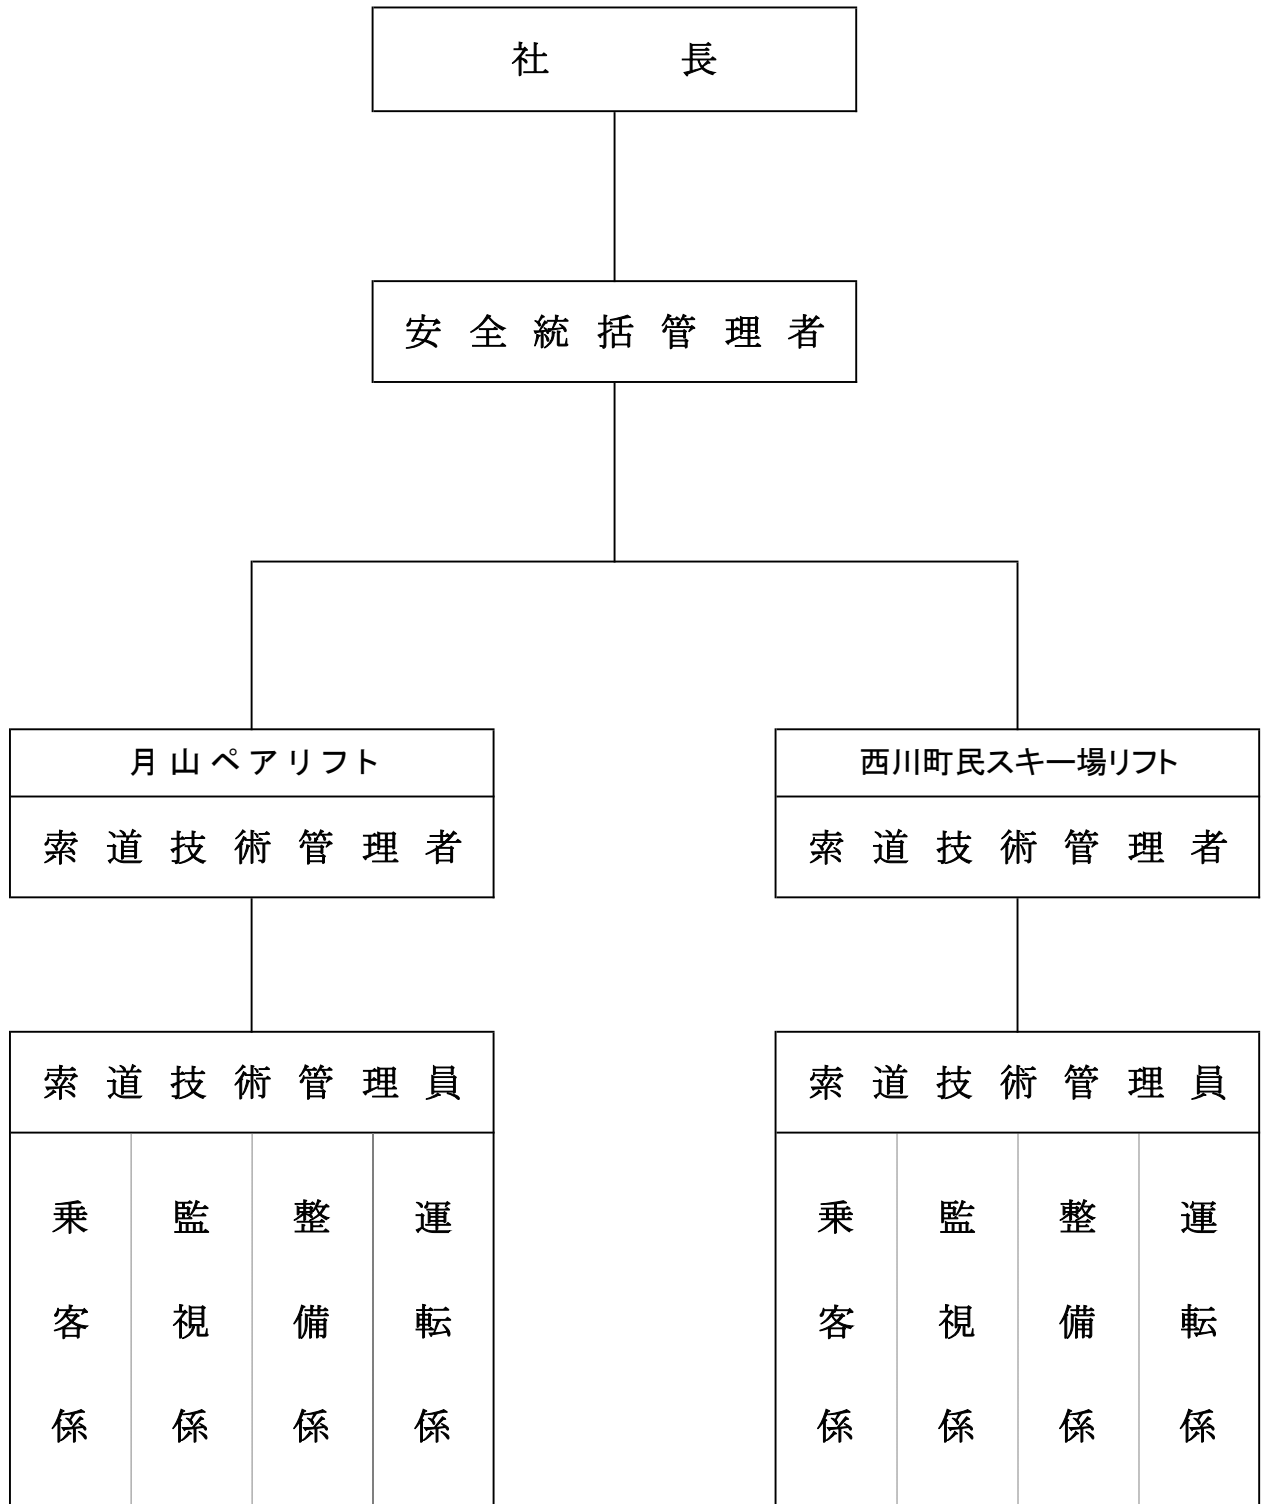 社長
安全統括管理者
月山ペアリフト
索道技術管理者
索道技術管理員
乗客係
監視係
整備係
運転係
西川町民スキー場リフト
索道技術管理者
索道技術管理員
乗客係
監視係
整備係
運転係